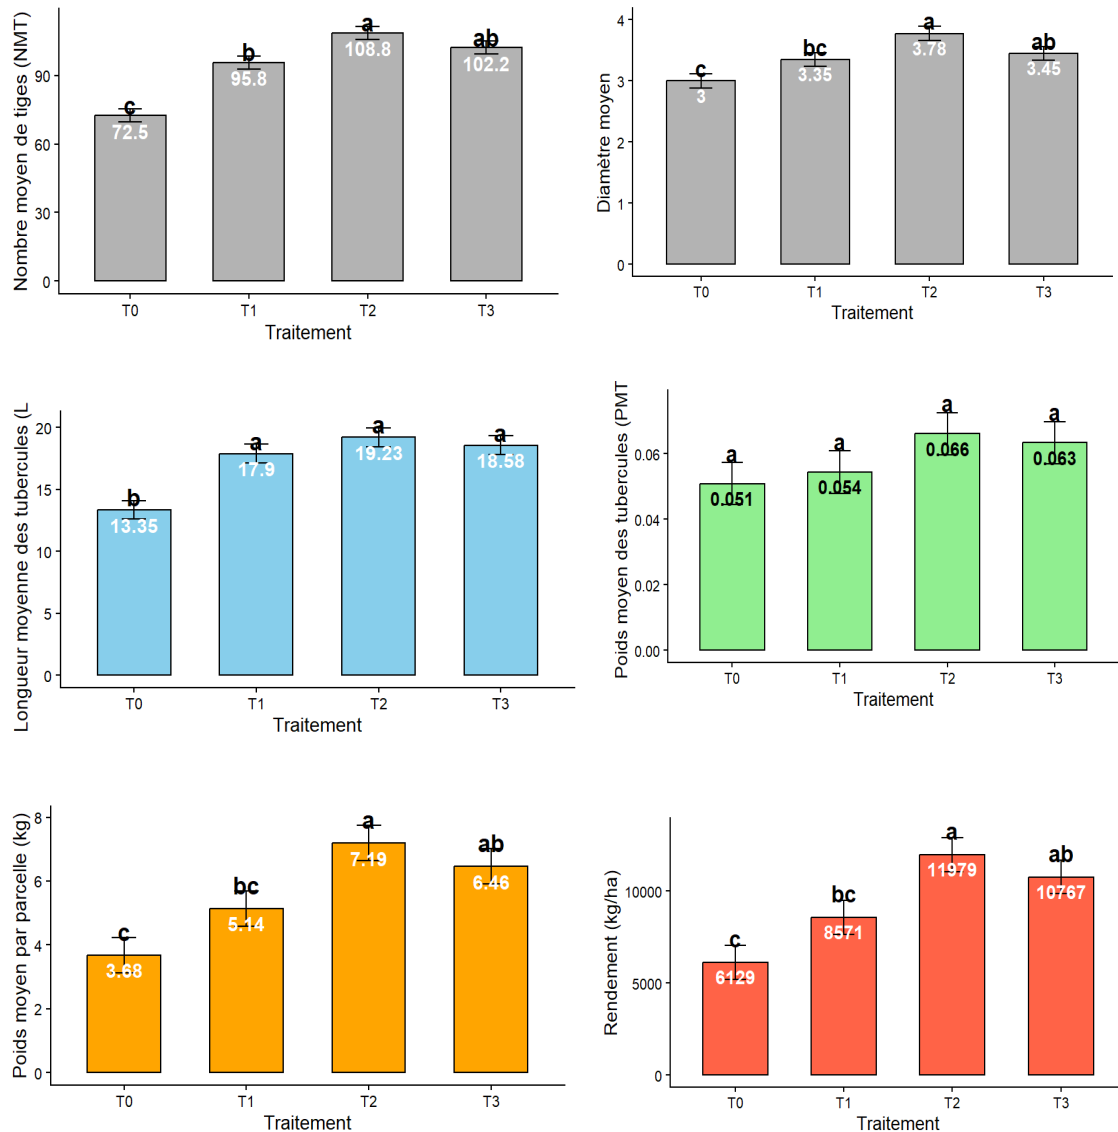 Nombre moyen de tiges (NMT)
90
60
30
0
c
72.5
b
95.8
a
108.8
ab
102.2
T0 T1 T2 T3
Traitement
Diamètre moyen
4
3
2
1
0
c
3
bc
3.35
a
3.78
ab
3.45
T0 T1 T2 T3
Traitement
Longueur moyenne des tubercules (L
20
15
10
5
0
b
13.35
a
17.9
a
19.23
a
18.58
T0 T1 T2 T3
Traitement
Poids moyen des tubercules (PMT
0.06
0.04
0.02
0.00
a
0.051
a
0.054
a
0.066
a
0.063
T0 T1 T2 T3
Traitement
Poids moyen par parcelle (kg)
8
6
4
2
0
c
3.68
bc
5.14
a
7.19
ab
6.46
T0 T1 T2 T3
Traitement
Rendement (kg/ha)
10000
5000
0
c
6129
bc
8571
a
11979
ab
10767
T0 T1 T2 T3
Traitement